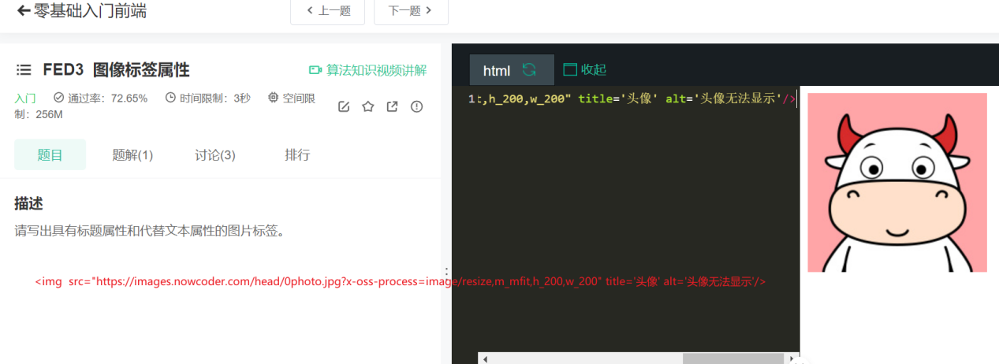 零基础入门前端
上一题
下一题
FED3 图像标签属性
算法知识视频讲解
入门 通过率：72.65% 时间限制：3秒 空间限
制：256M
题目
题解(1)
讨论(3)
排行
描述
请写出具有标题属性和代替文本属性的图片标签。
html
收起
1 t,h_200,w_200" title='头像' alt='头像无法显示'/>
<img src="https://images.nowcoder.com/head/0photo.jpg?x-oss-process=image/resize,m_mfit,h_200,w_200" title='头像' alt='头像无法显示'/>